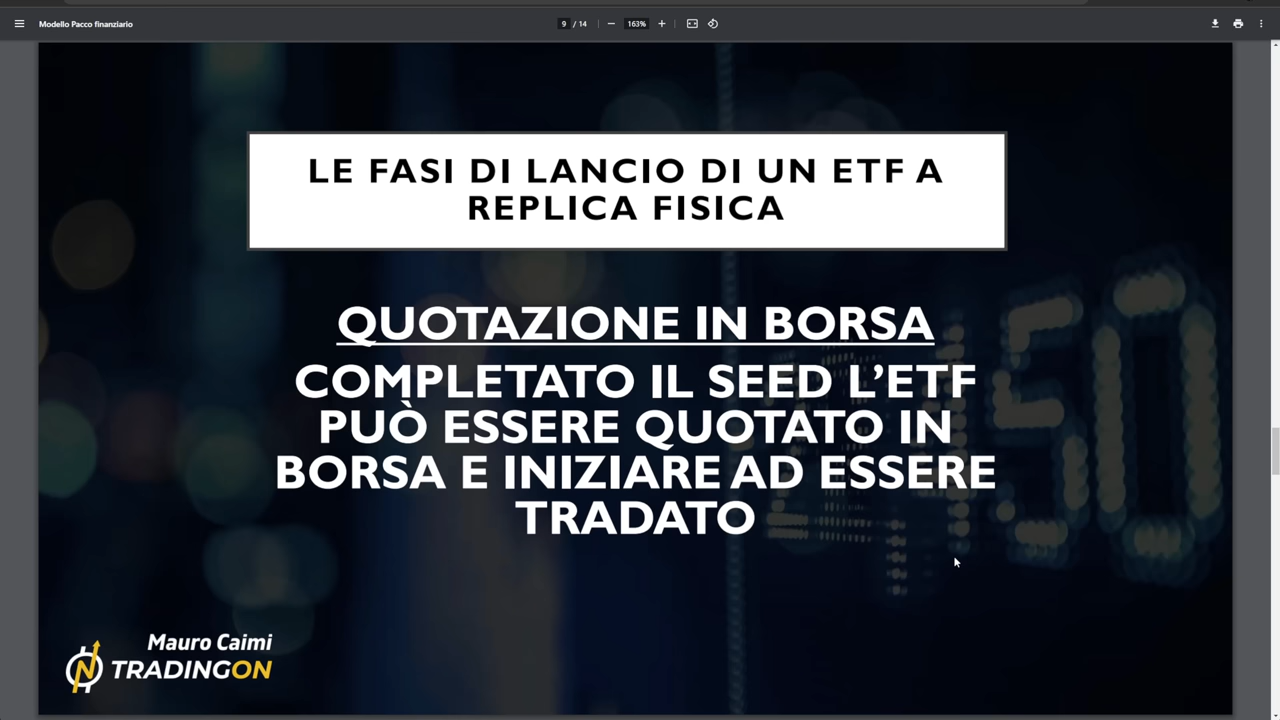 Modello Pacco finanziario
9 / 14
163%
LE FASI DI LANCIO DI UN ETF A
REPLICA FISICA
QUOTAZIONE IN BORSA
COMPLETATO IL SEED L’ETF
PUÒ ESSERE QUOTATO IN
BORSA E INIZIARE AD ESSERE
TRADATO
450
Mauro Caimi
TRADINGON